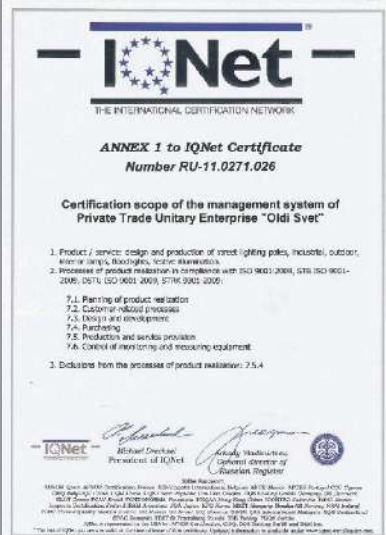 IQNet
®
THE INTERNATIONAL CERTIFICATION NETWORK
ANNEX 1 to IQNet Certificate
Number RU-11.0271.026
Certification scope of the management system of
Private Trade Unitary Enterprise "Oldi Svet"
1. Product / service: design and production of street lighting poles, industrial, outdoor,
interior lamps, floodlights, festive illumination.
2. Processes of product realization in compliance with ISO 9001:2008, STB ISO 9001-
2009, DSTU ISO 9001 2009, STRK 9001 2009:
7.1. Planning of product realization
7.2. Customer-related processes
7.3. Design and development
7.4. Purchasing
7.5. Production and service provision
7.6. Control of monitoring and measuring equipment
3. Exclusions from the processes of product realization: 7.5.4
IQNet
Michael Drechsel
President of IQNet
Arkady Vladimirtsev
General director of
Russian Register